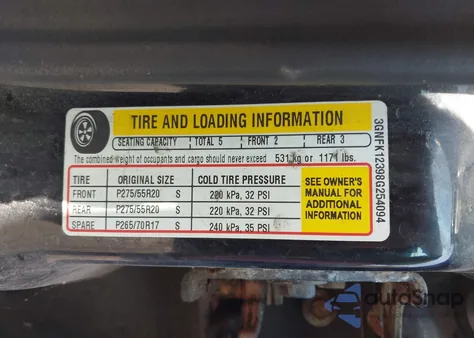 TIRE AND LOADING INFORMATION
SEATING CAPACITY TOTAL 5 FRONT 2 REAR 3
The combined weight of occupants and cargo should never exceed 531 kg or 1171 lbs.
TIRE ORIGINAL SIZE COLD TIRE PRESSURE
FRONT P275/55R20 S 220 kPa, 32 PSI
REAR P275/55R20 S 220 kPa, 32 PSI
SPARE P265/70R17 S 240 kPa, 35 PSI
SEE OWNER'S
MANUAL FOR
ADDITIONAL
INFORMATION
3GNFK12398G254094
autoSnap